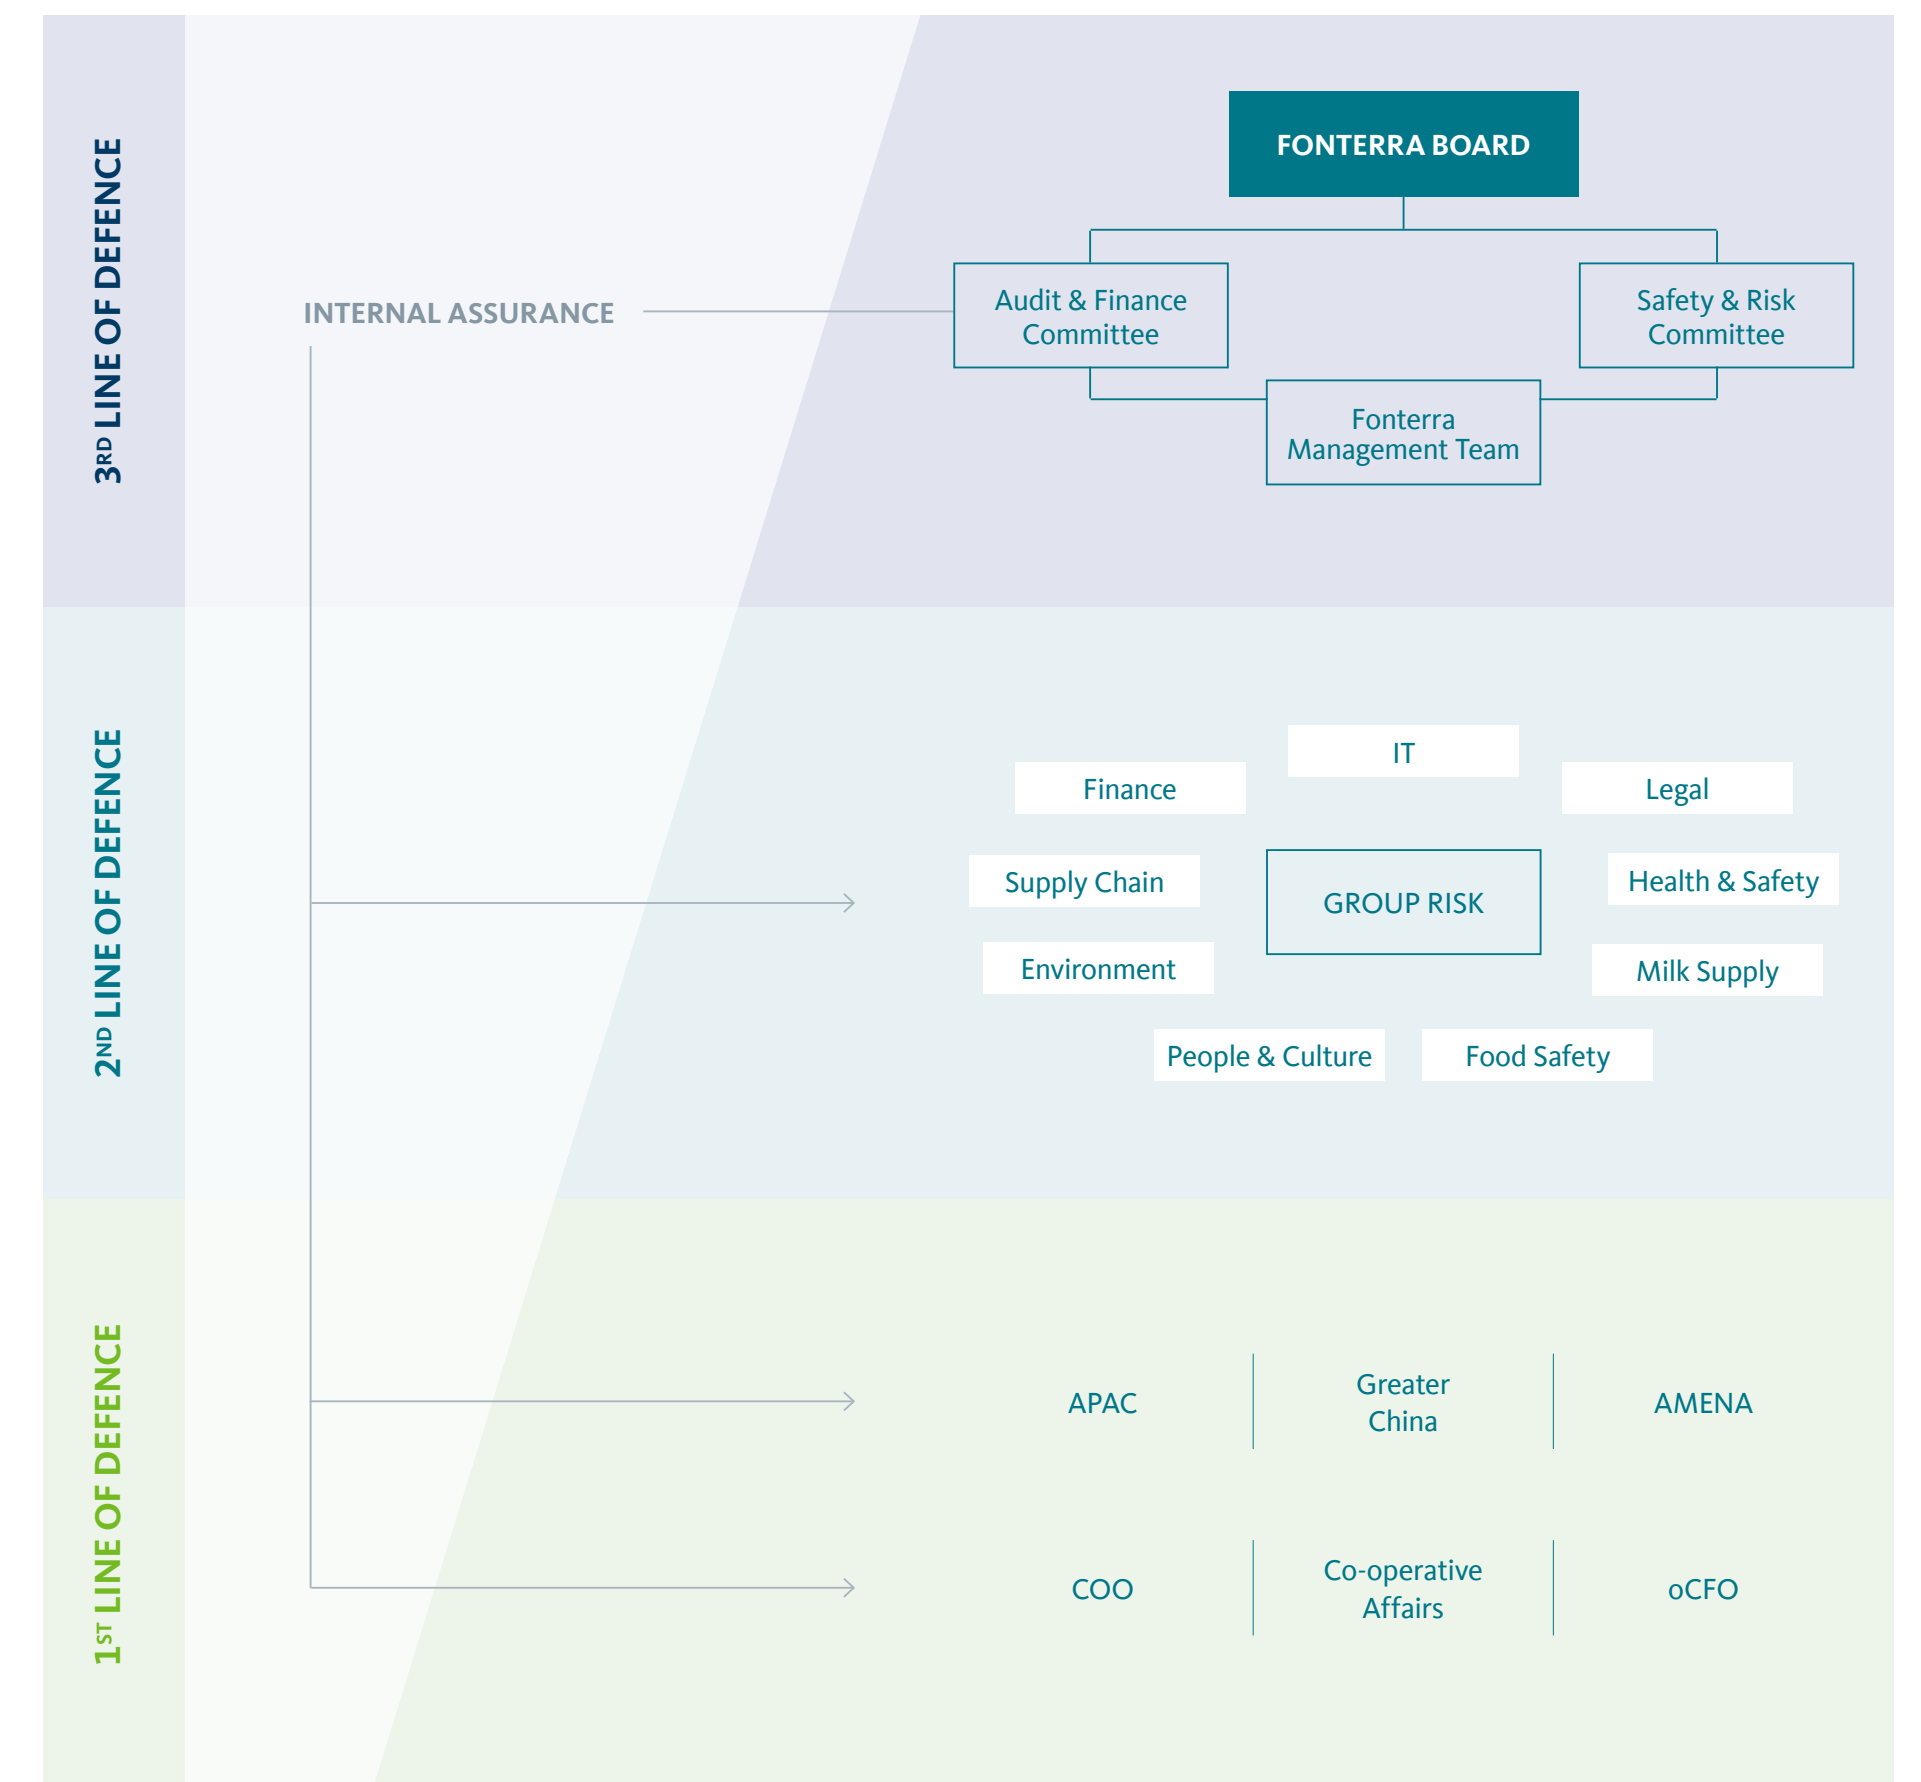 3RD LINE OF DEFENCE
FONTERRA BOARD
INTERNAL ASSURANCE
Audit & Finance
Committee
Safety & Risk
Committee
Fonterra
Management Team
2ND LINE OF DEFENCE
IT
Finance
Legal
Supply Chain
GROUP RISK
Health & Safety
Environment
Milk Supply
People & Culture
Food Safety
1ST LINE OF DEFENCE
APAC
Greater
China
AMENA
COO
Co-operative
Affairs
oCFO